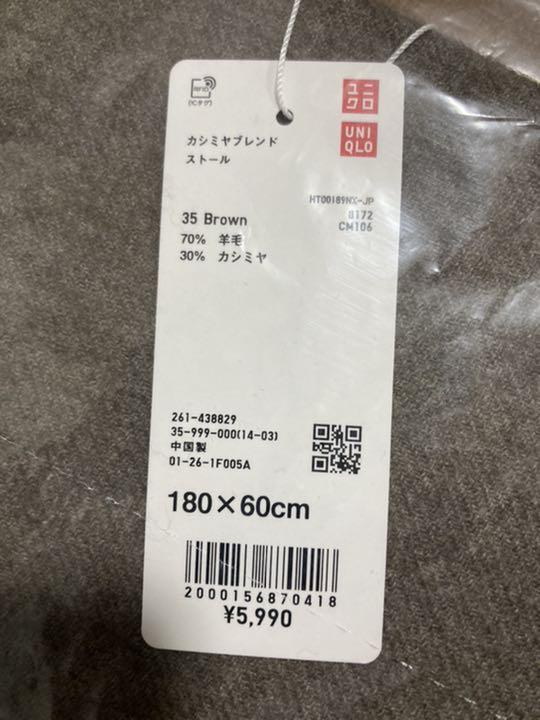 RFID
(ICタグ)
ユニ
クロ
UNI
QLO
カシミヤブレンド
ストール
HT00189NX-JP
8172
CM106
35 Brown
70% 羊毛
30% カシミヤ
261-438829
35-999-000(14-03)
中国製
01-26-1F005A
180×60cm
2000156870418
¥5,990